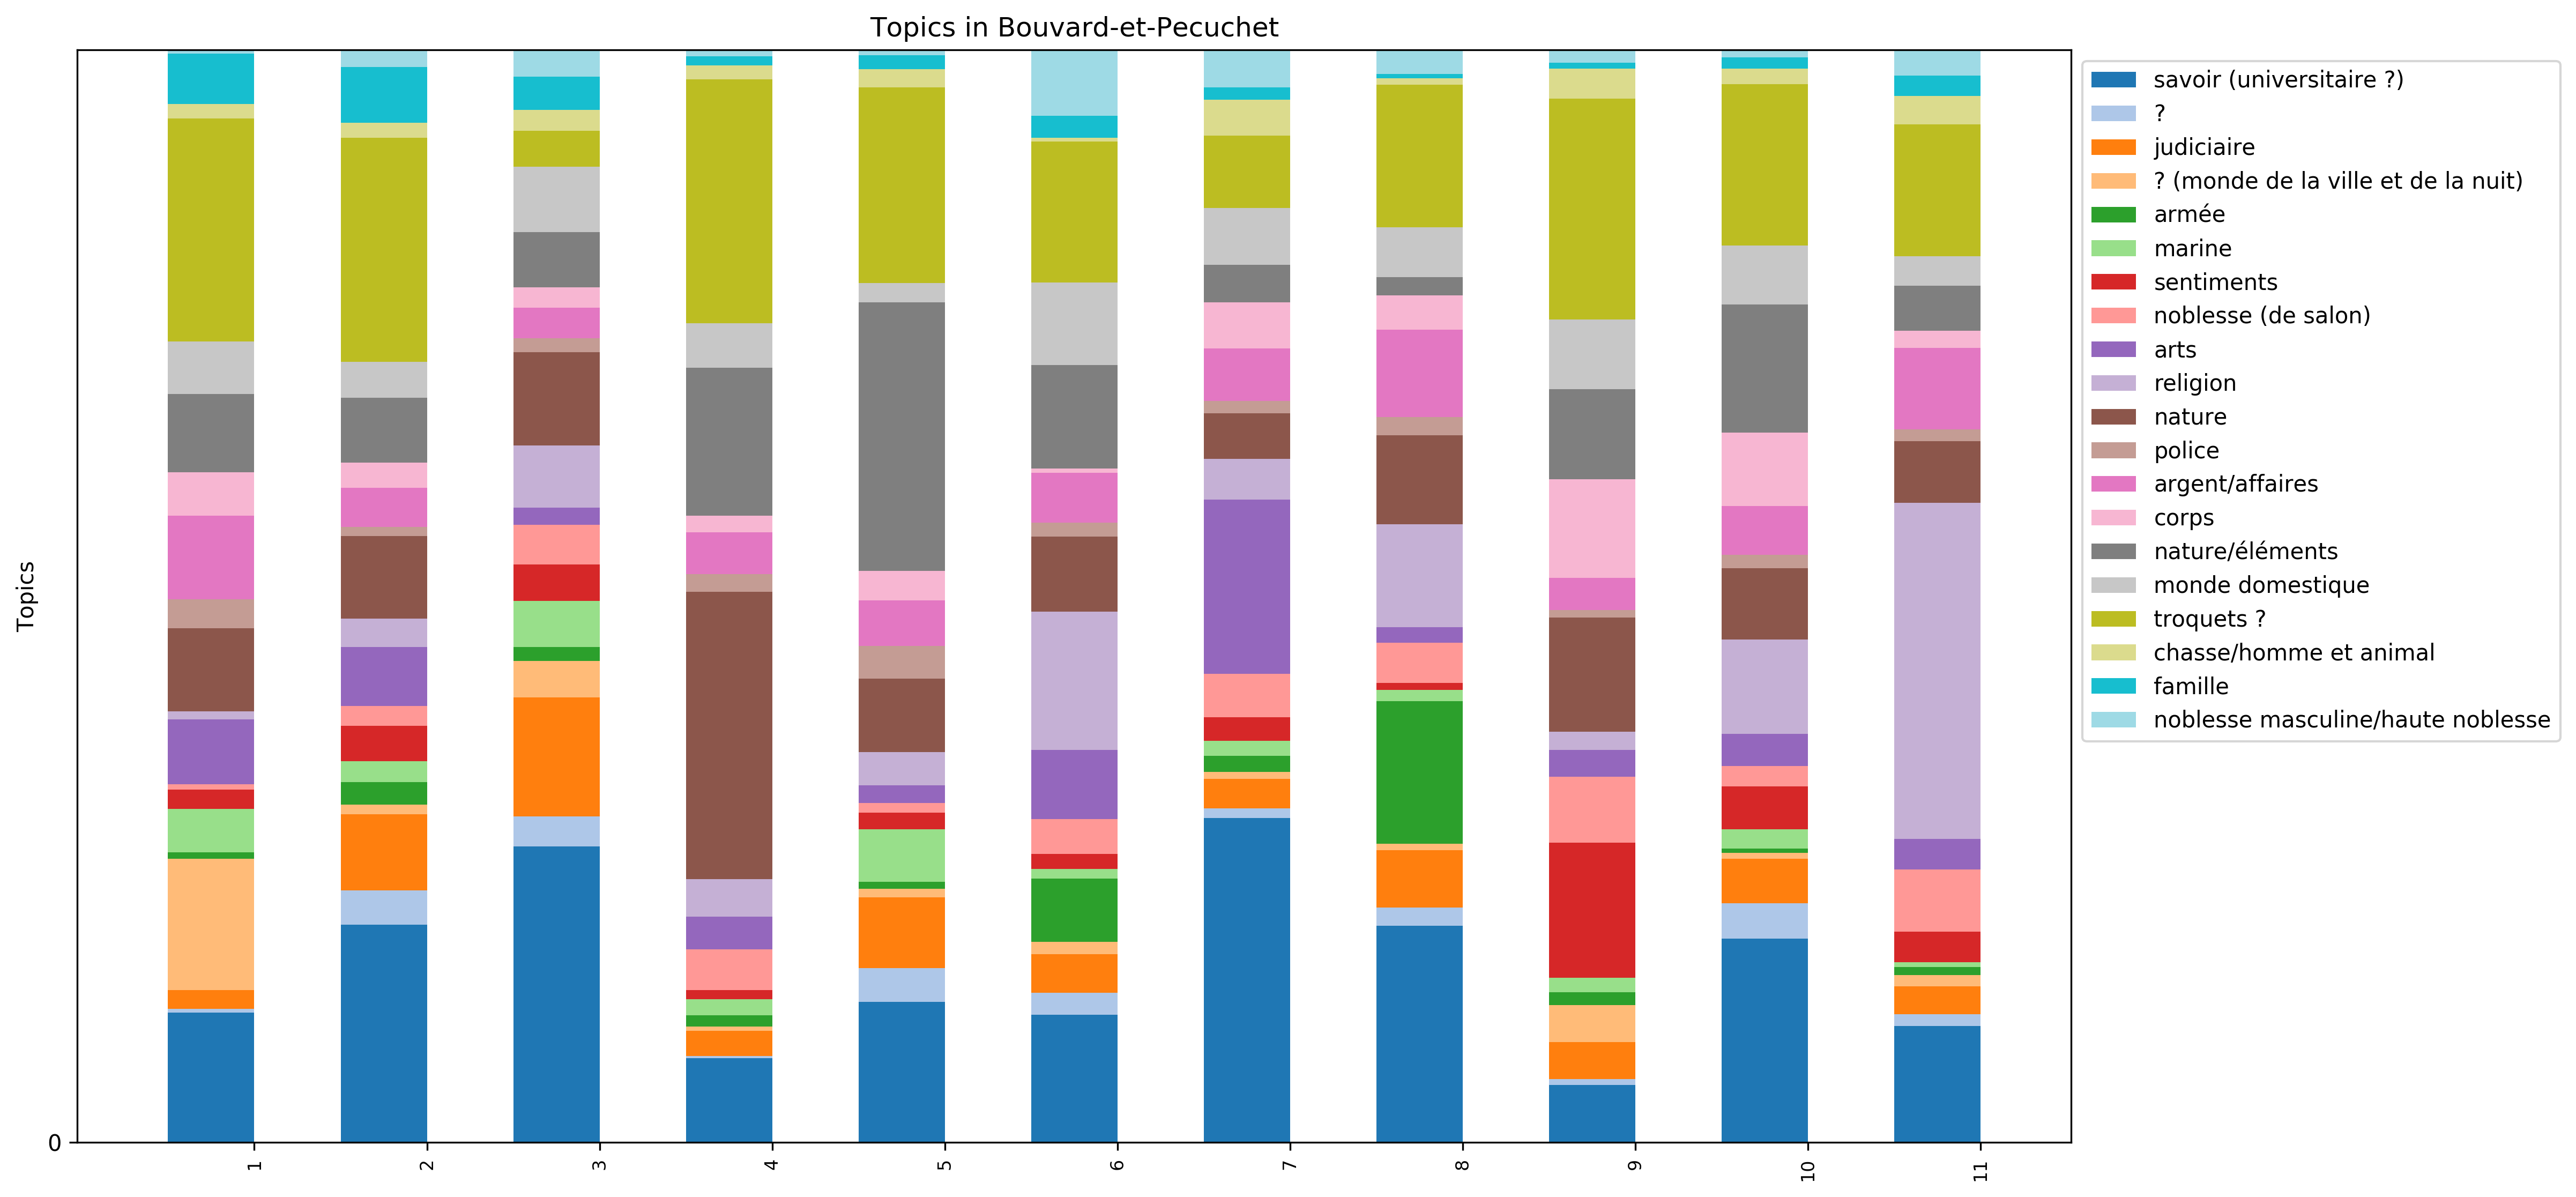 Topics in Bouvard-et-Pecuchet
savoir (universitaire ?)
?
judiciaire
? (monde de la ville et de la nuit)
armée
marine
sentiments
noblesse (de salon)
arts
religion
nature
police
argent/affaires
corps
nature/éléments
monde domestique
troquets ?
chasse/homme et animal
famille
noblesse masculine/haute noblesse
Topics
0
1
2
3
4
5
6
7
8
9
10
11